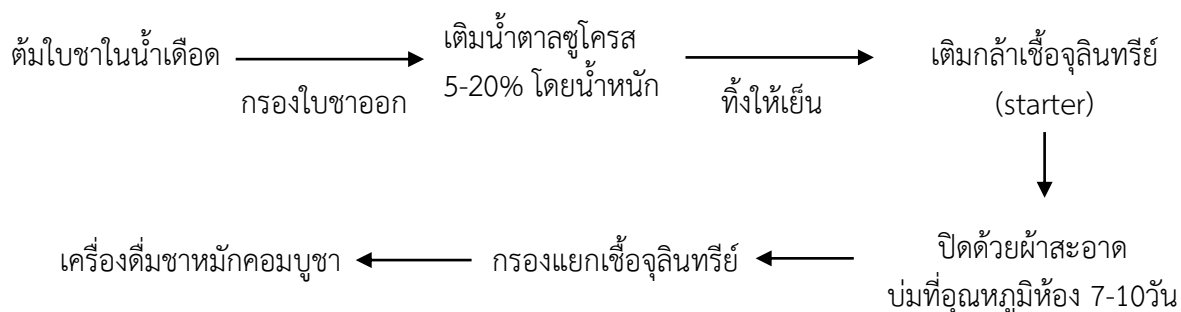 ต้มใบชาในน้ำเดือด
กรองใบชาออก
เติมน้ำตาลซูโครส
5-20% โดยน้ำหนัก
ทิ้งให้เย็น
เติมกล้าเชื้อจุลินทรีย์
(starter)
ปิดด้วยผ้าสะอาด
บ่มที่อุณหภูมิห้อง 7-10วัน
กรองแยกเชื้อจุลินทรีย์
เครื่องดื่มชาหมักคอมบูชา